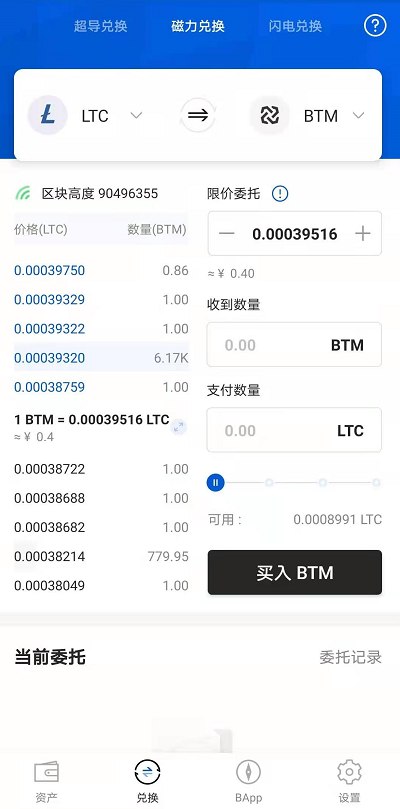 超导兑换 磁力兑换 闪电兑换 ?
LTC BTM
区块高度 90496355
价格(LTC) 数量(BTM)
0.00039750 0.86
0.00039329 1.00
0.00039322 1.00
0.00039320 6.17K
0.00038759 1.00
1 BTM = 0.00039516 LTC
≈ ¥ 0.4
0.00038722 1.00
0.00038688 1.00
0.00038682 1.00
0.00038214 779.95
0.00038049 1.00
限价委托 !
— 0.00039516 +
≈ ¥ 0.40
收到数量
0.00 BTM
支付数量
0.00 LTC
可用： 0.0008991 LTC
买入 BTM
当前委托 委托记录
资产 兑换 BApp 设置